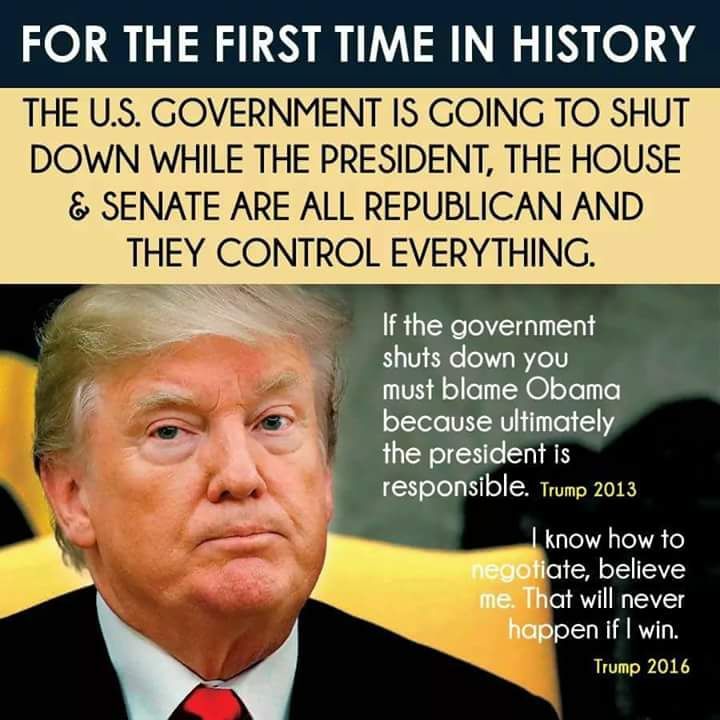 FOR THE FIRST TIME IN HISTORY
THE U.S. GOVERNMENT IS GOING TO SHUT
DOWN WHILE THE PRESIDENT, THE HOUSE
& SENATE ARE ALL REPUBLICAN AND
THEY CONTROL EVERYTHING.
If the government
shuts down you
must blame Obama
because ultimately
the president is
responsible. Trump 2013
I know how to
negotiate, believe
me. That will never
happen if I win.
Trump 2016